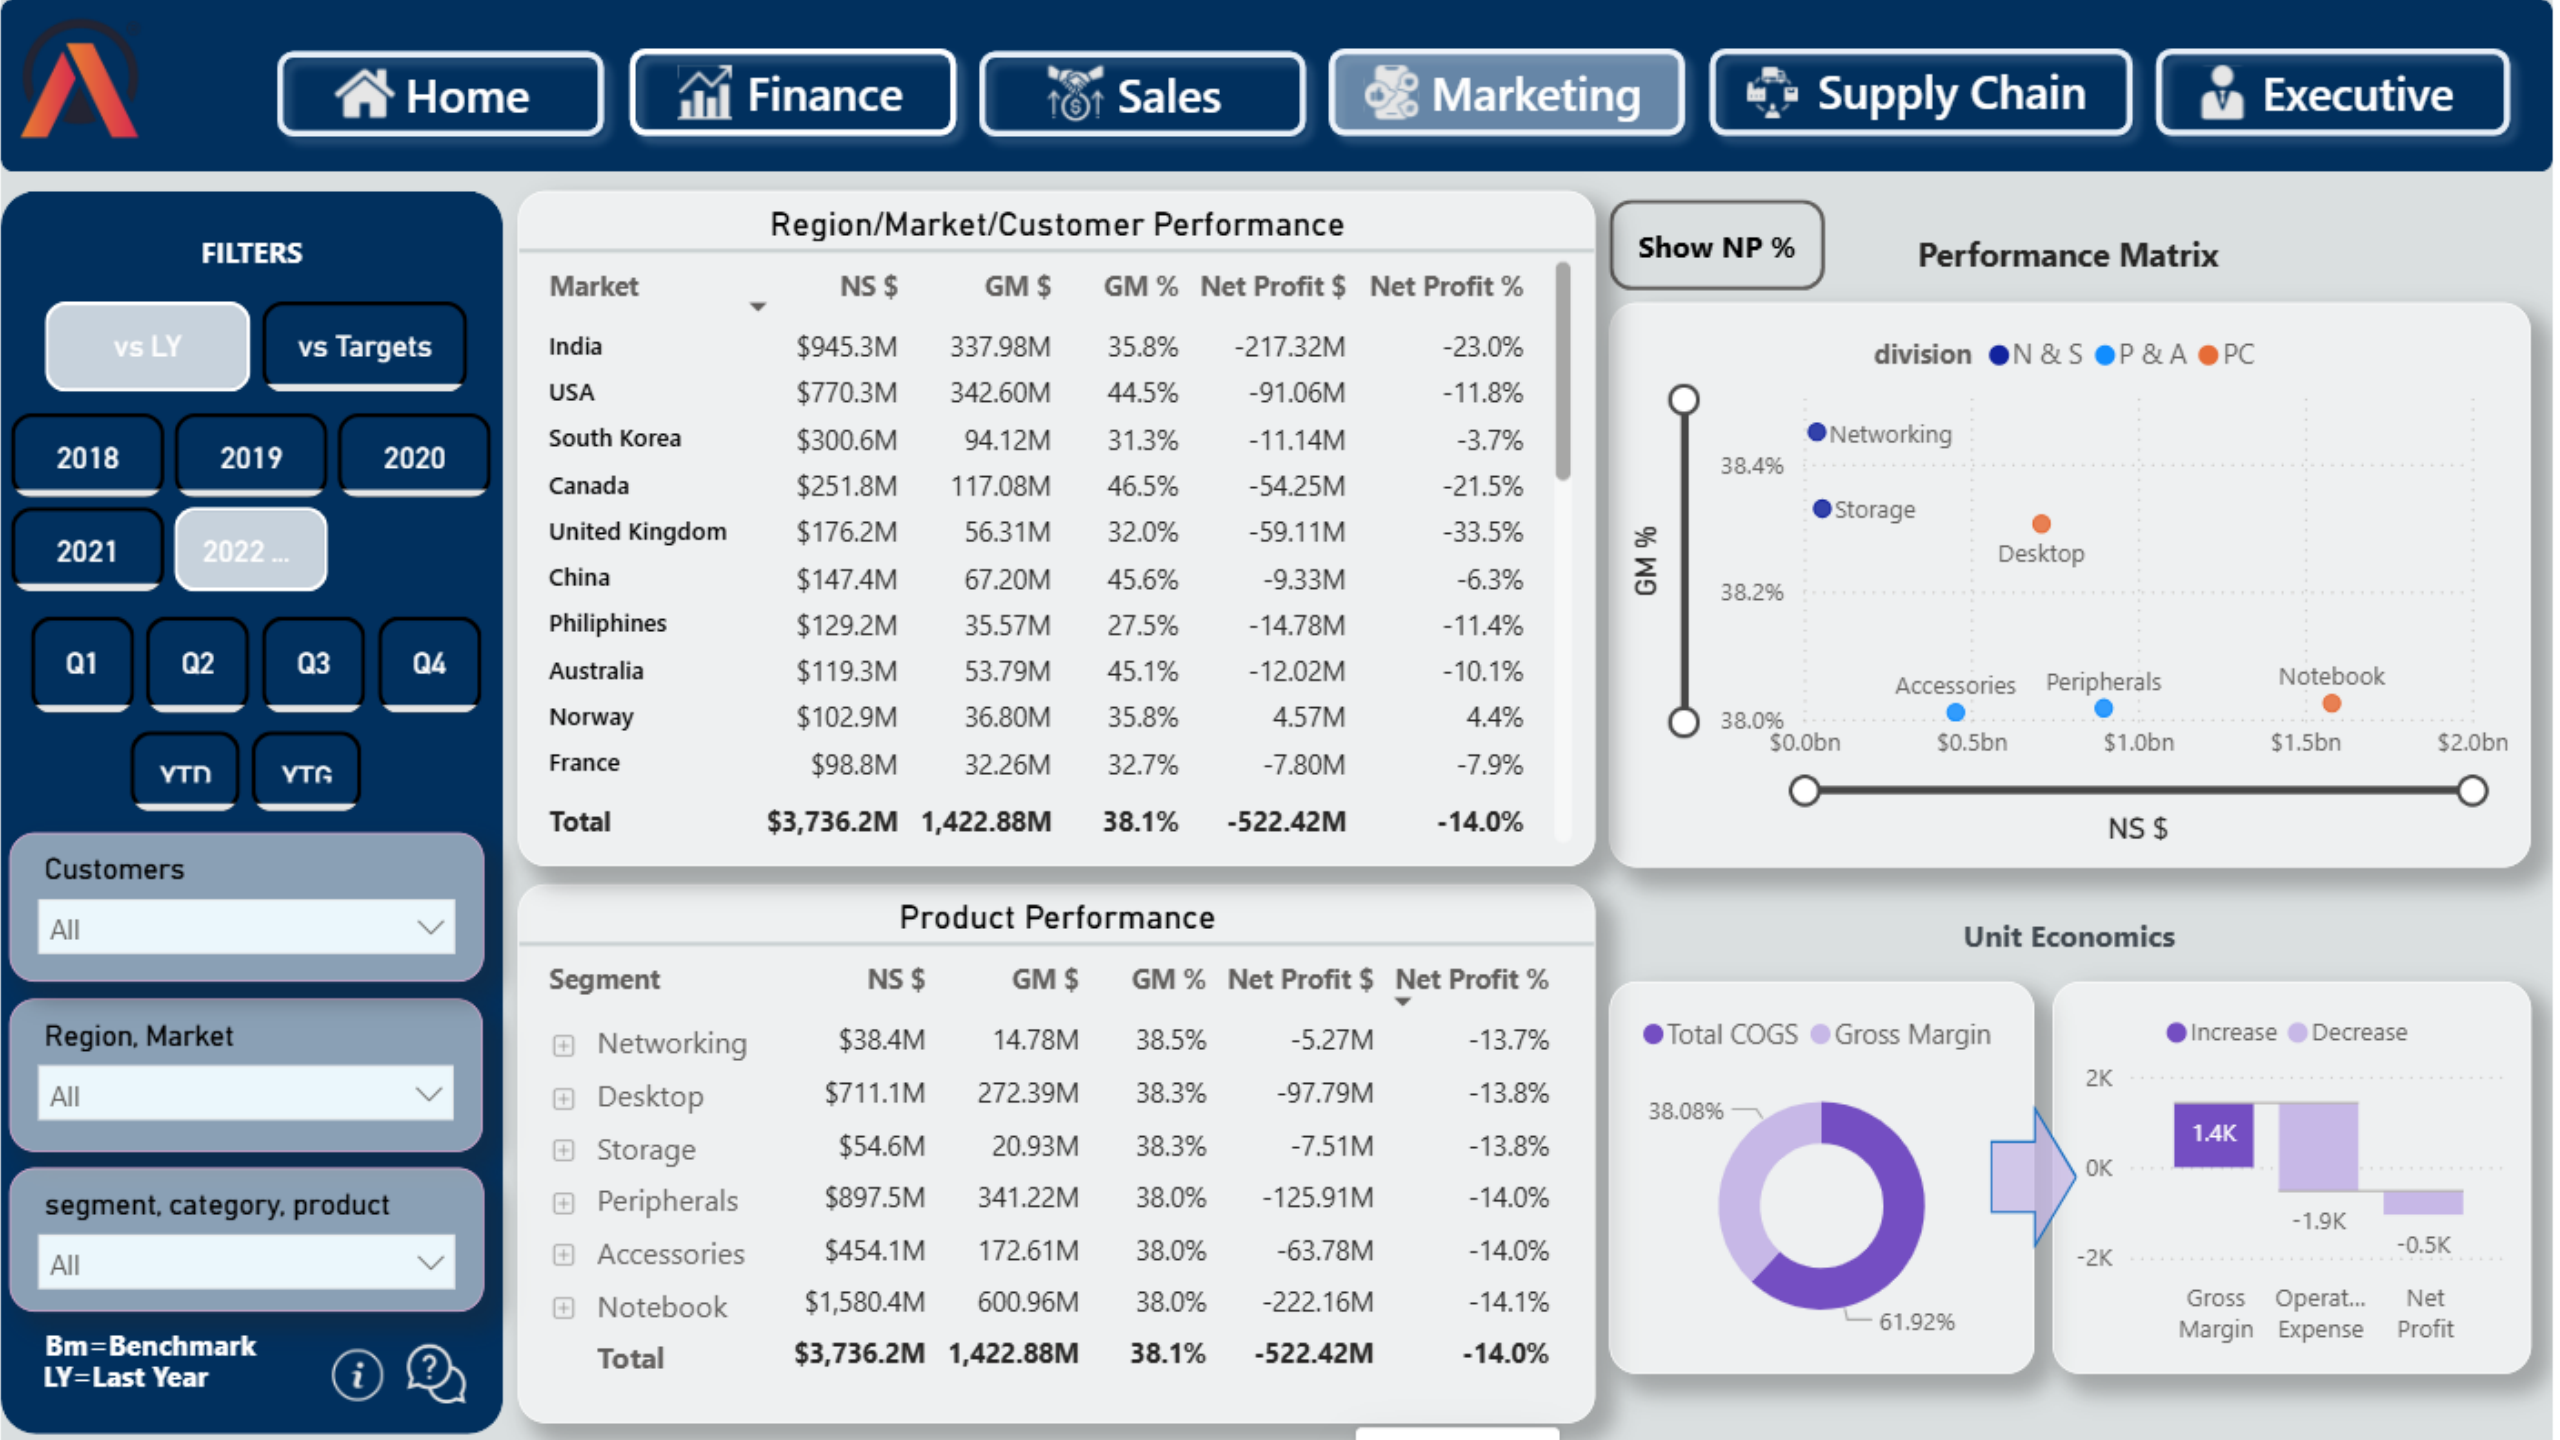 Home
Finance
Sales
Marketing
Supply Chain
Executive
FILTERS
vs LY
vs Targets
2018
2019
2020
2021
2022 ...
Q1
Q2
Q3
Q4
YTD
YTG
Customers
All
Region, Market
All
segment, category, product
All
Bm=Benchmark
LY=Last Year
Region/Market/Customer Performance
Market NS $ GM $ GM % Net Profit $ Net Profit %
India $945.3M 337.98M 35.8% -217.32M -23.0%
USA $770.3M 342.60M 44.5% -91.06M -11.8%
South Korea $300.6M 94.12M 31.3% -11.14M -3.7%
Canada $251.8M 117.08M 46.5% -54.25M -21.5%
United Kingdom $176.2M 56.31M 32.0% -59.11M -33.5%
China $147.4M 67.20M 45.6% -9.33M -6.3%
Philiphines $129.2M 35.57M 27.5% -14.78M -11.4%
Australia $119.3M 53.79M 45.1% -12.02M -10.1%
Norway $102.9M 36.80M 35.8% 4.57M 4.4%
France $98.8M 32.26M 32.7% -7.80M -7.9%
Total $3,736.2M 1,422.88M 38.1% -522.42M -14.0%
Product Performance
Segment NS $ GM $ GM % Net Profit $ Net Profit %
Networking $38.4M 14.78M 38.5% -5.27M -13.7%
Desktop $711.1M 272.39M 38.3% -97.79M -13.8%
Storage $54.6M 20.93M 38.3% -7.51M -13.8%
Peripherals $897.5M 341.22M 38.0% -125.91M -14.0%
Accessories $454.1M 172.61M 38.0% -63.78M -14.0%
Notebook $1,580.4M 600.96M 38.0% -222.16M -14.1%
Total $3,736.2M 1,422.88M 38.1% -522.42M -14.0%
Show NP %
Performance Matrix
division N & S P & A PC
GM %
38.4%
38.2%
38.0%
Networking
Storage
Desktop
Accessories
Peripherals
Notebook
$0.0bn $0.5bn $1.0bn $1.5bn $2.0bn
NS $
Unit Economics
Total COGS Gross Margin
38.08%
61.92%
Increase Decrease
2K
0K
-2K
1.4K
-1.9K
-0.5K
Gross Margin
Operat... Expense
Net Profit